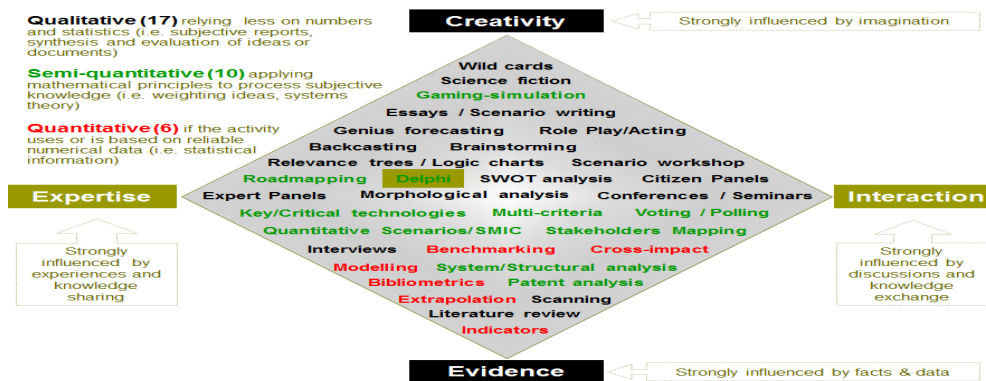 Creativity
Strongly influenced by imagination
Qualitative (17) relying less on numbers
and statistics (i.e. subjective reports,
synthesis and evaluation of ideas or
documents)
Semi-quantitative (10) applying
mathematical principles to process subjective
knowledge (i.e. weighting ideas, systems
theory)
Quantitative (6) if the activity
uses or is based on reliable
numerical data (i.e. statistical
information)
Wild cards
Science fiction
Gaming-simulation
Essays / Scenario writing
Genius forecasting Role Play/Acting
Backcasting Brainstorming
Relevance trees / Logic charts Scenario workshop
Roadmapping Delphi SWOT analysis Citizen Panels
Expert Panels Morphological analysis Conferences / Seminars
Key/Critical technologies Multi-criteria Voting / Polling
Quantitative Scenarios/SMIC Stakeholders Mapping
Interviews Benchmarking Cross-impact
Modelling System/Structural analysis
Bibliometrics Patent analysis
Extrapolation Scanning
Literature review
Indicators
Expertise
Strongly
influenced by
experiences and
knowledge
sharing
Interaction
Strongly
influenced by
discussions and
knowledge
exchange
Evidence
Strongly influenced by facts & data